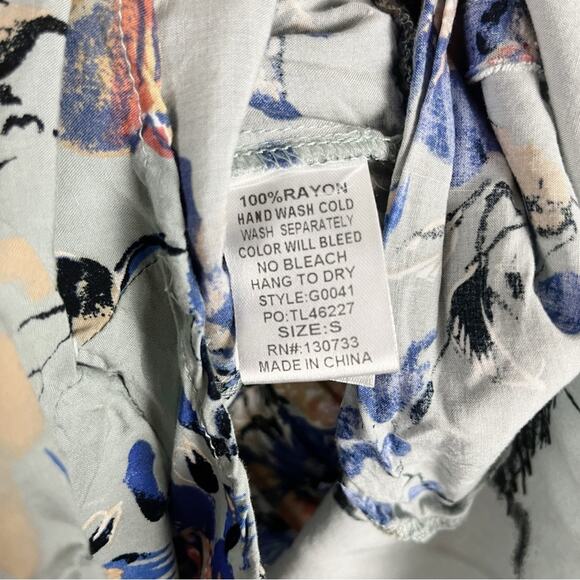 100%RAYON
HAND WASH COLD
WASH SEPARATELY
COLOR WILL BLEED
NO BLEACH
HANG TO DRY
STYLE:G0041
PO:TL46227
SIZE:S
RN#:130733
MADE IN CHINA